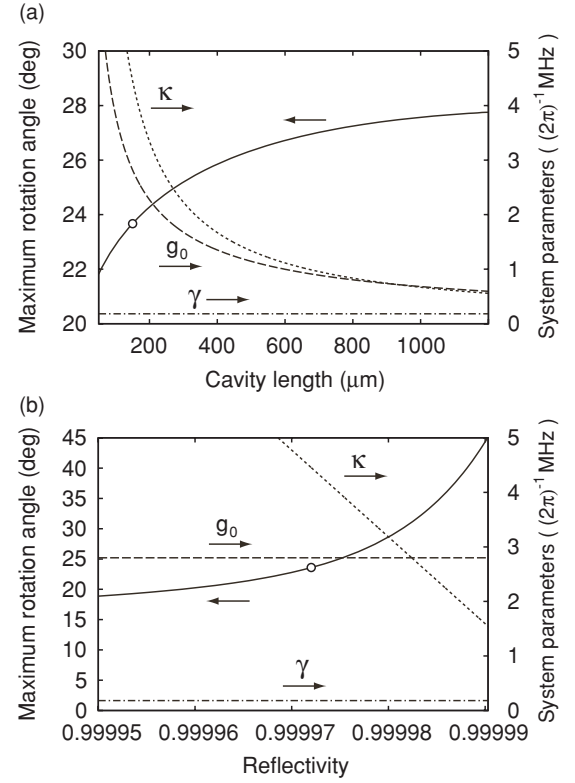 (a)
30
28
26
24
22
20
Maximum rotation angle (deg)
5
4
3
2
1
0
System parameters ( (2π)⁻¹ MHz)
κ
g₀
γ
200 400 600 800 1000
Cavity length (μm)
(b)
45
40
35
30
25
20
15
10
5
0
Maximum rotation angle (deg)
5
4
3
2
1
0
System parameters ( (2π)⁻¹ MHz)
κ
g₀
γ
0.99995 0.99996 0.99997 0.99998 0.99999
Reflectivity